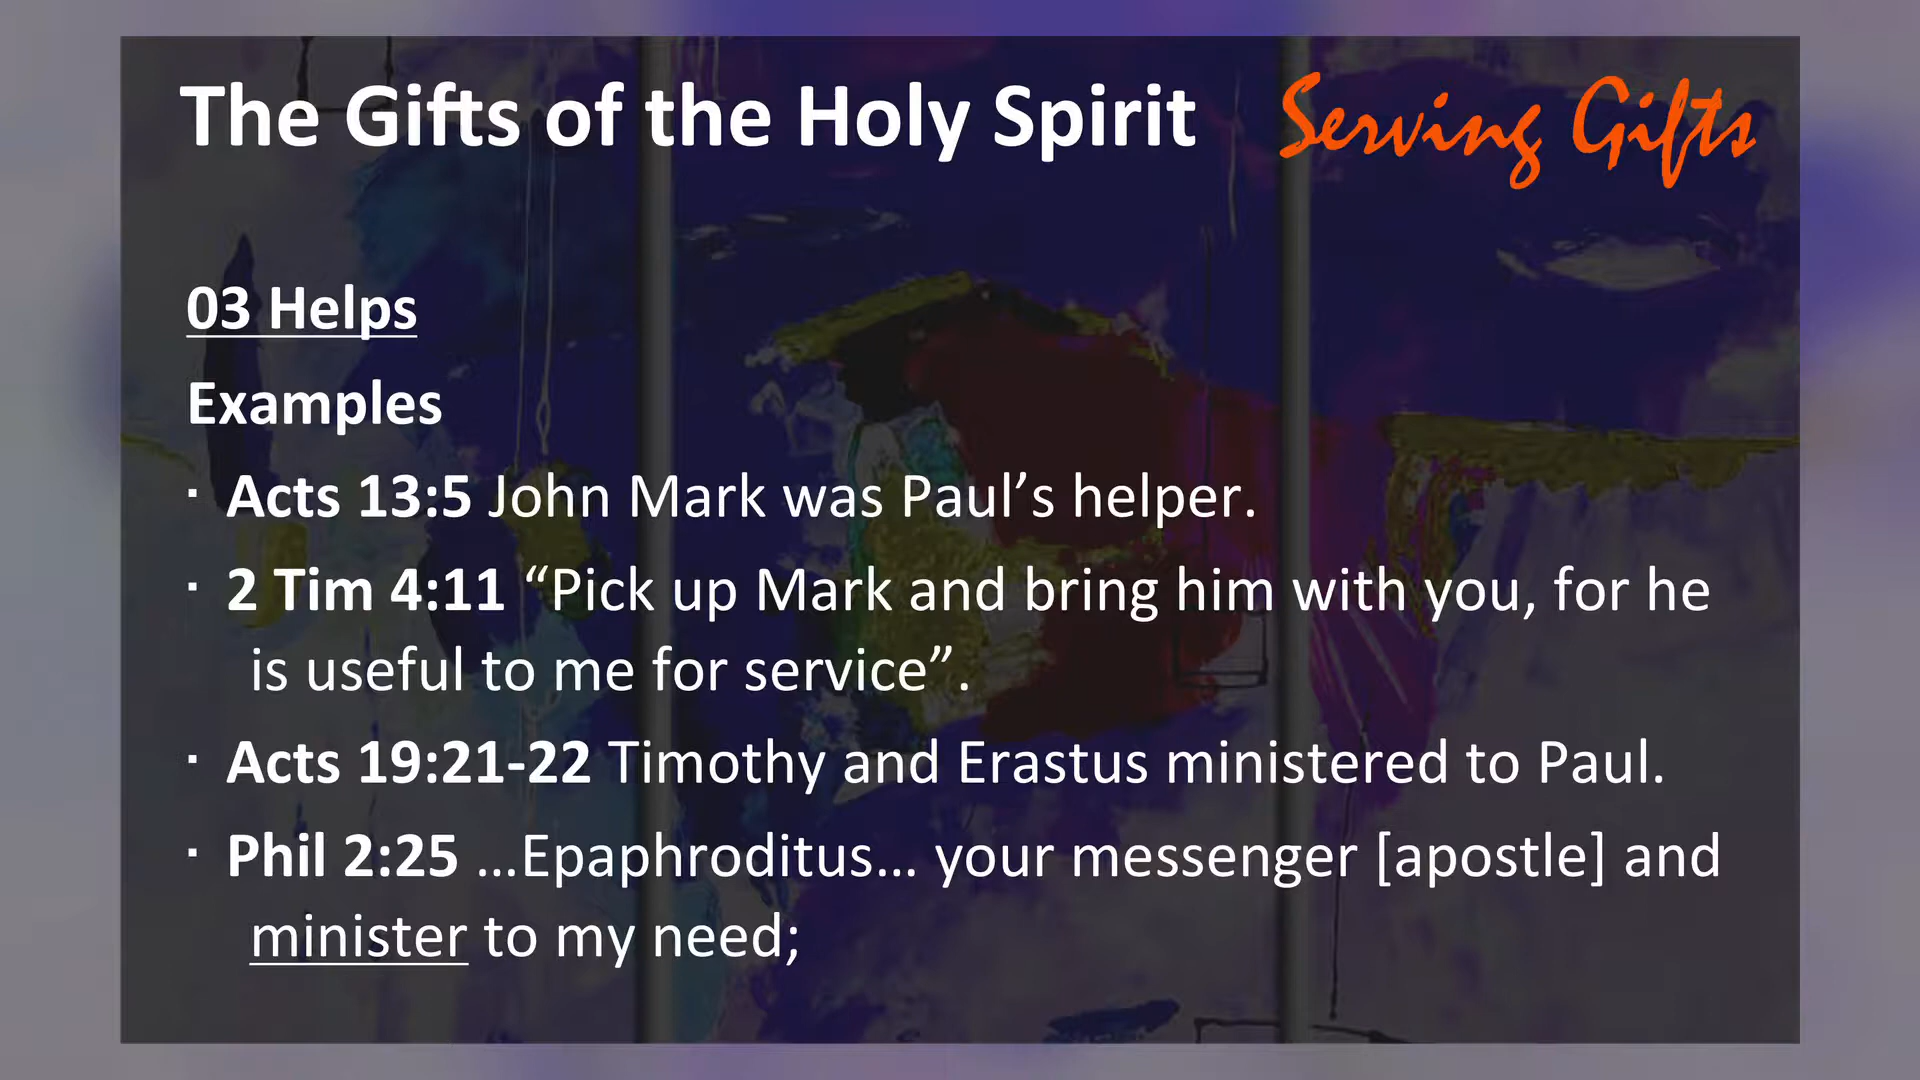 The Gifts of the Holy Spirit
Serving Gifts
03 Helps
Examples
· Acts 13:5 John Mark was Paul’s helper.
· 2 Tim 4:11 “Pick up Mark and bring him with you, for he
is useful to me for service”.
· Acts 19:21-22 Timothy and Erastus ministered to Paul.
· Phil 2:25 …Epaphroditus… your messenger [apostle] and
minister to my need;